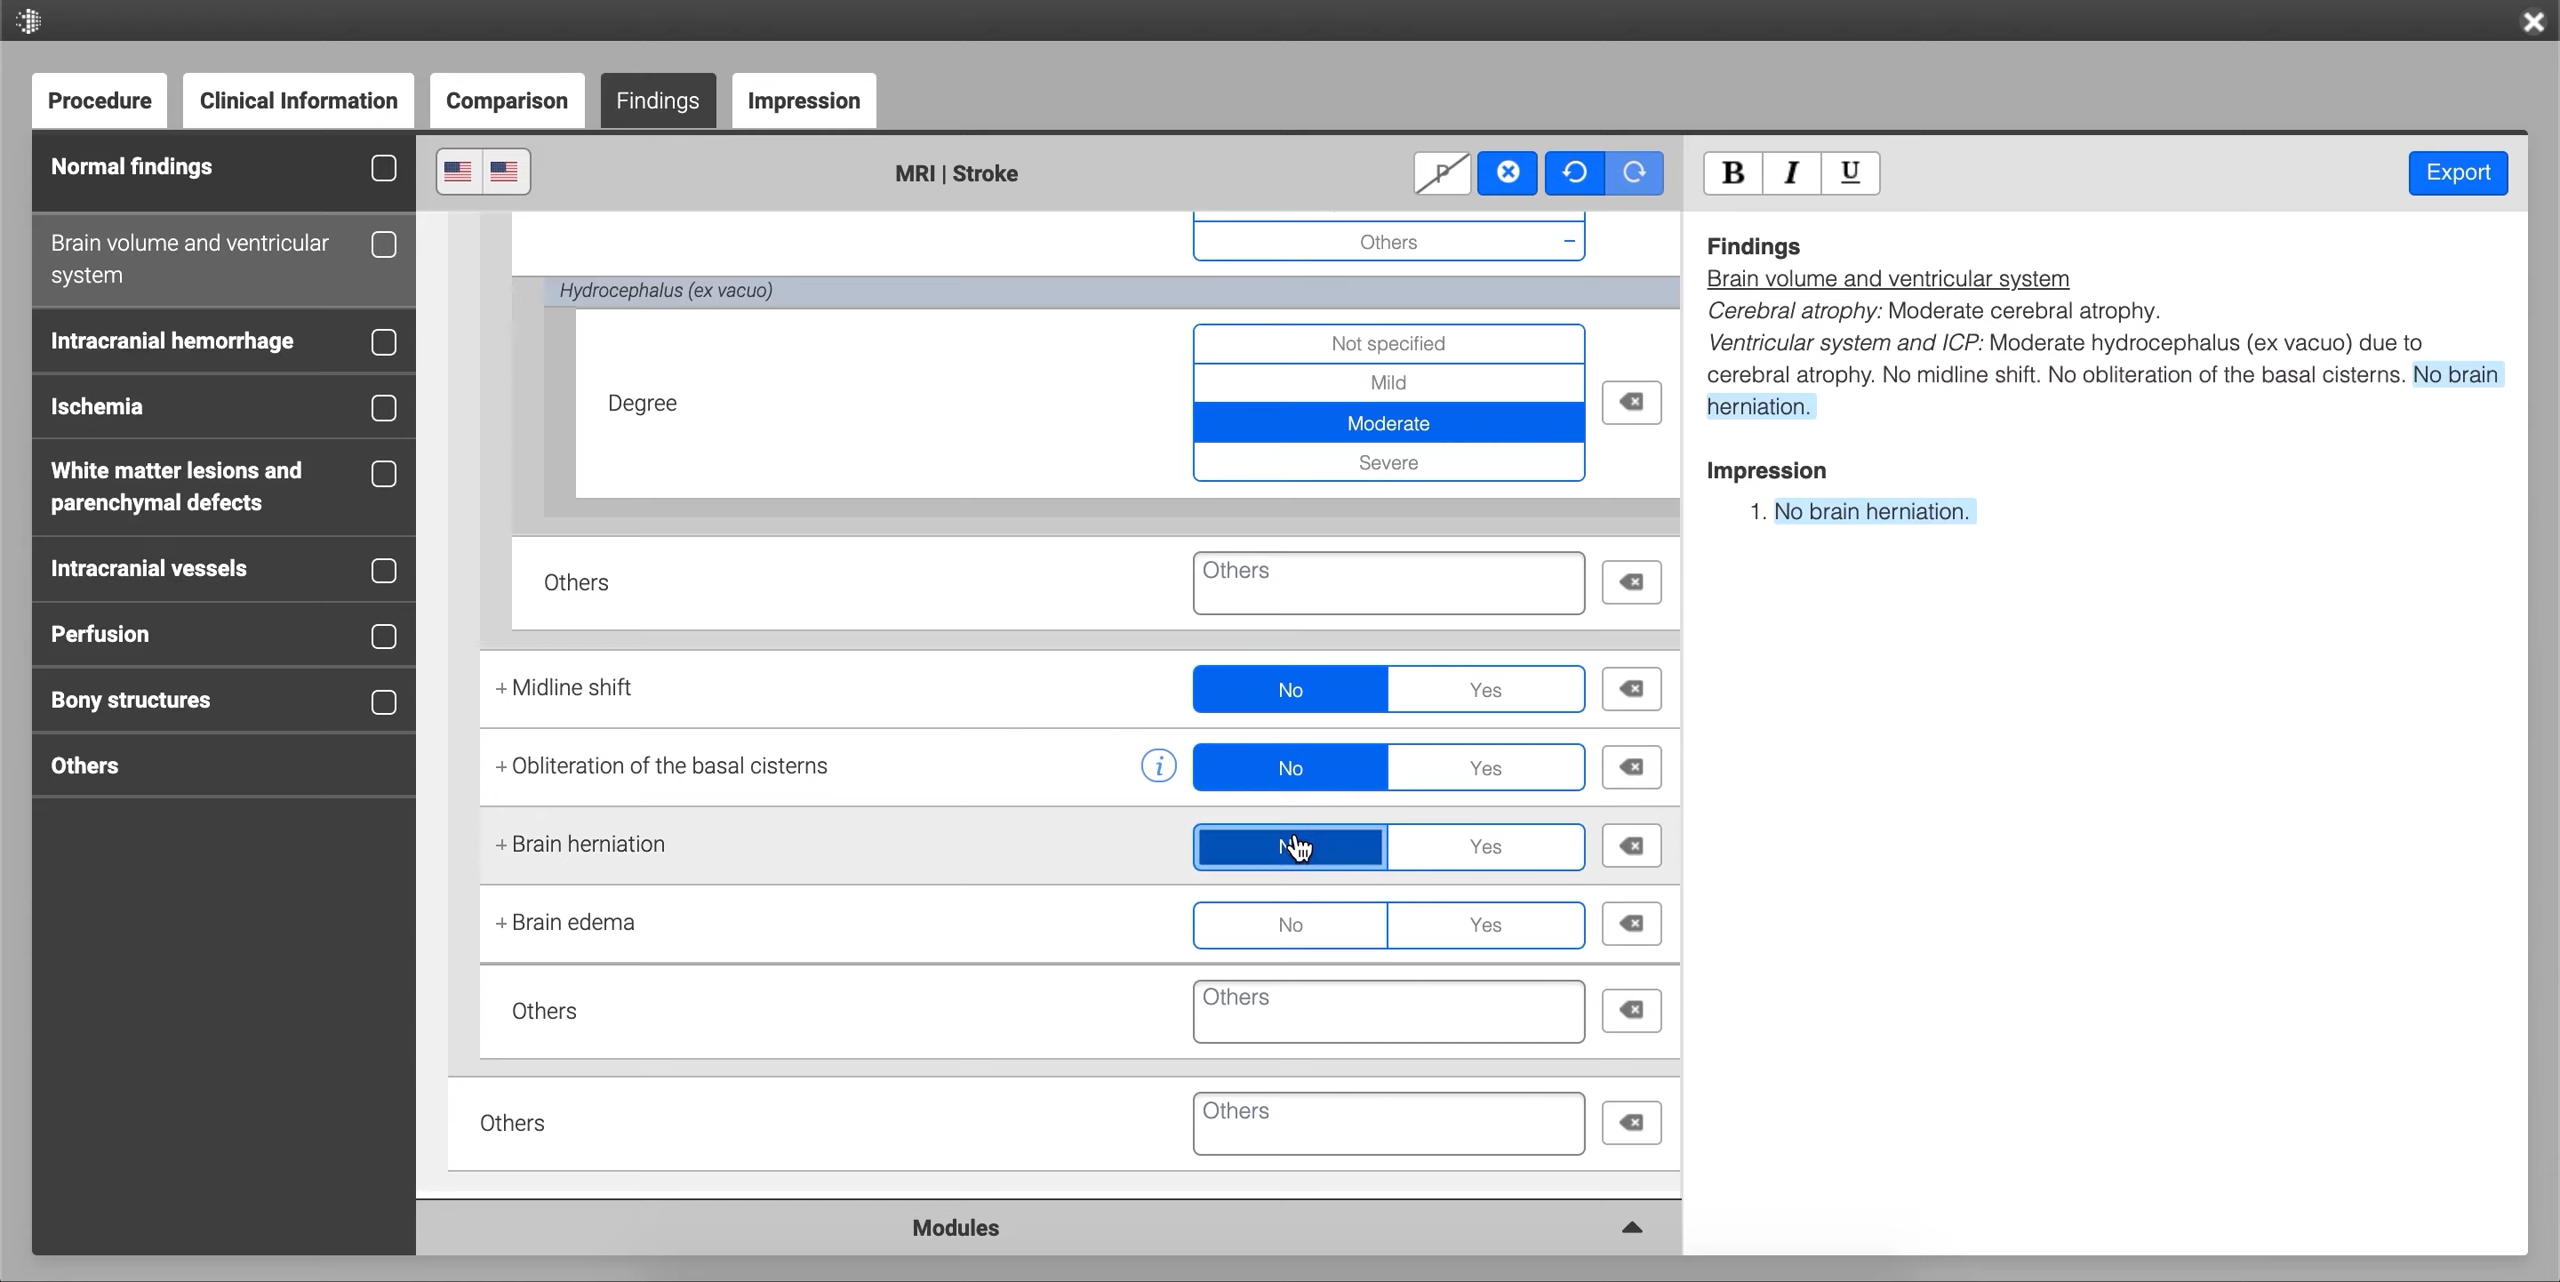 Procedure
Clinical Information
Comparison
Findings
Impression
Normal findings
Brain volume and ventricular
system
Intracranial hemorrhage
Ischemia
White matter lesions and
parenchymal defects
Intracranial vessels
Perfusion
Bony structures
Others
MRI | Stroke
P
Others
Hydrocephalus (ex vacuo)
Degree
Not specified
Mild
Moderate
Severe
Others
Others
+ Midline shift
No
Yes
+ Obliteration of the basal cisterns
i
No
Yes
+ Brain herniation
Yes
+ Brain edema
No
Yes
Others
Others
Others
Others
Modules
B I U
Export
Findings
Brain volume and ventricular system
Cerebral atrophy: Moderate cerebral atrophy.
Ventricular system and ICP: Moderate hydrocephalus (ex vacuo) due to
cerebral atrophy. No midline shift. No obliteration of the basal cisterns. No brain
herniation.
Impression
1. No brain herniation.